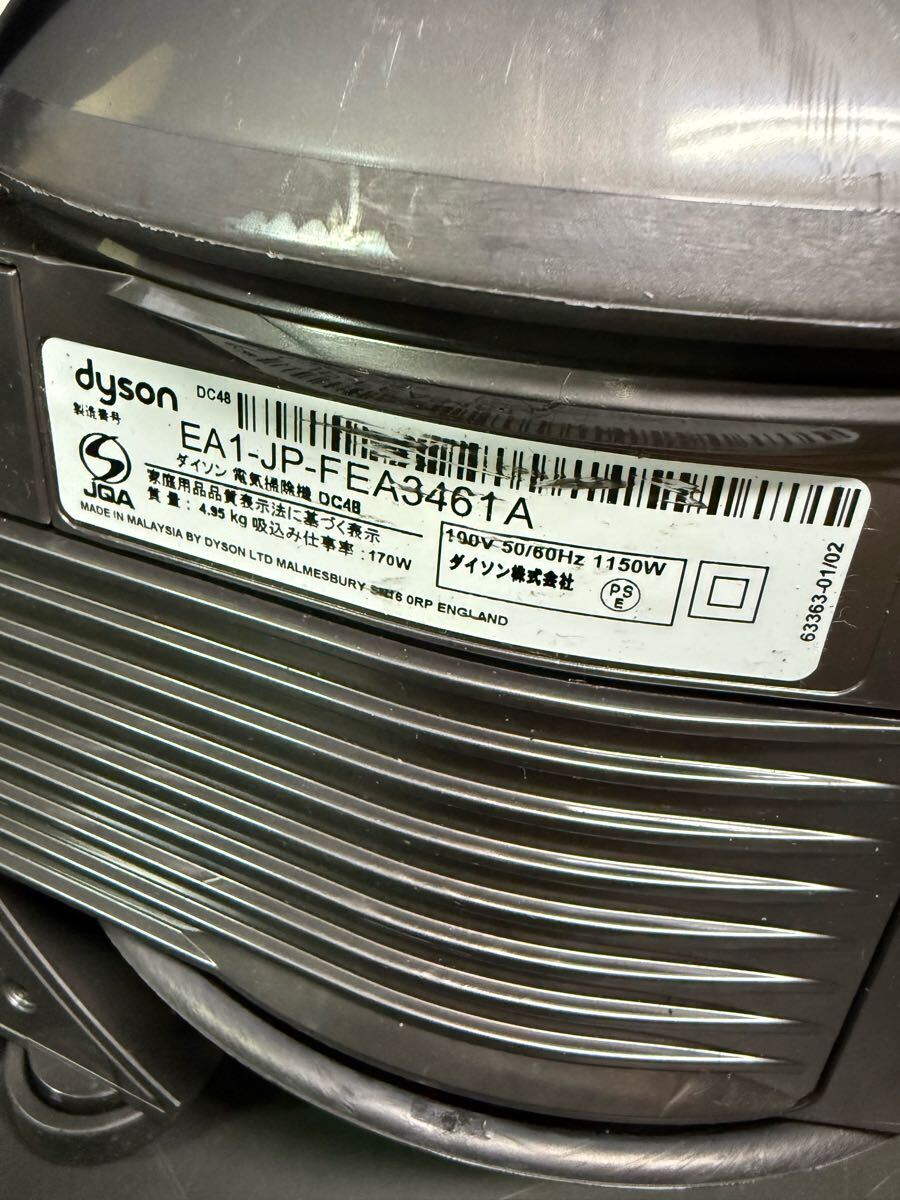 dyson DC48
製造番号
EA1-JP-FEA3461A
JQA
ダイソン 電気掃除機 DC48
家庭用品品質表示法に基づく表示
質量：4.95 kg 吸込み仕事率：170W
MADE IN MALAYSIA BY DYSON LTD MALMESBURY SN16 0RP ENGLAND
100V 50/60Hz 1150W
ダイソン株式会社
PS
E
63363-01/02